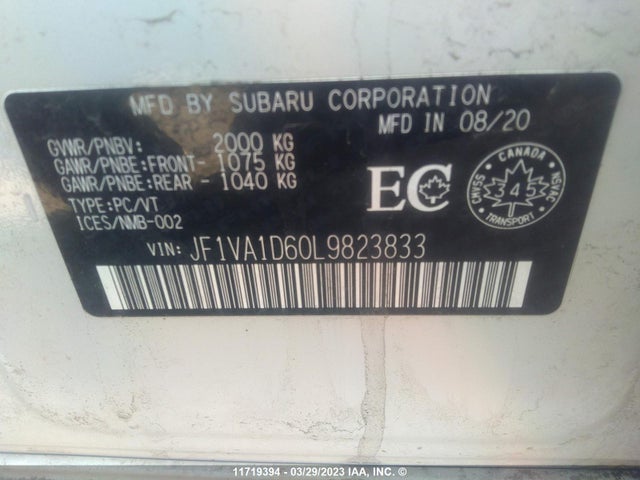 MFD BY SUBARU CORPORATION
MFD IN 08/20
GVWR/PNBV: 2000 KG
GAWR/PNBE:FRONT- 1075 KG
GAWR/PNBE:REAR - 1040 KG
TYPE:PC/VT
ICES/NMB-002
EC
CANADA
CMVSS
NSVAC
4
TRANSPORT
VIN: JF1VA1D60L9823833
11719394 - 03/29/2023 IAA, INC. ©